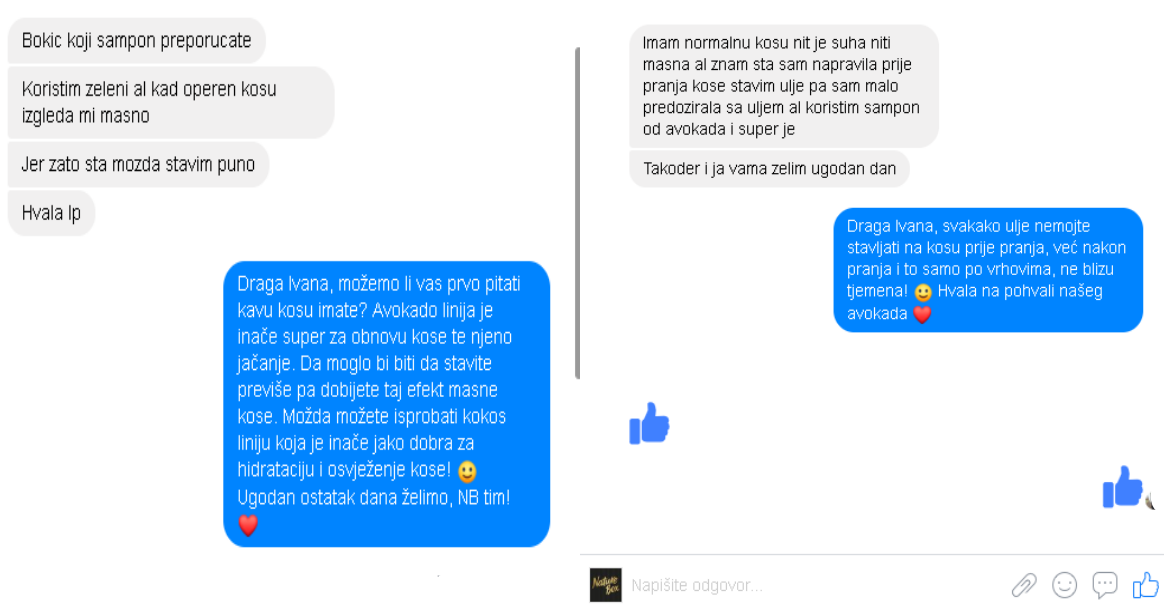 Bokic koji sampon preporucate
Koristim zeleni al kad operen kosu
izgleda mi masno
Jer zato sta mozda stavim puno
Hvala lp
Draga Ivana, možemo li vas prvo pitati
kavu kosu imate? Avokado linija je
inače super za obnovu kose te njeno
jačanje. Da moglo bi biti da stavite
previše pa dobijete taj efekt masne
kose. Možda možete isprobati kokos
liniju koja je inače jako dobra za
hidrataciju i osvježenje kose! 🙂
Ugodan ostatak dana želimo, NB tim!
❤️
Imam normalnu kosu nit je suha niti
masna al znam sta sam napravila prije
pranja kose stavim ulje pa sam malo
predozirala sa uljem al koristim sampon
od avokada i super je
Takoder i ja vama zelim ugodan dan
Draga Ivana, svakako ulje nemojte
stavljati na kosu prije pranja, već nakon
pranja i to samo po vrhovima, ne blizu
tjemena! 🙂 Hvala na pohvali našeg
avokada ❤️
Nature
Box
Napišite odgovor...